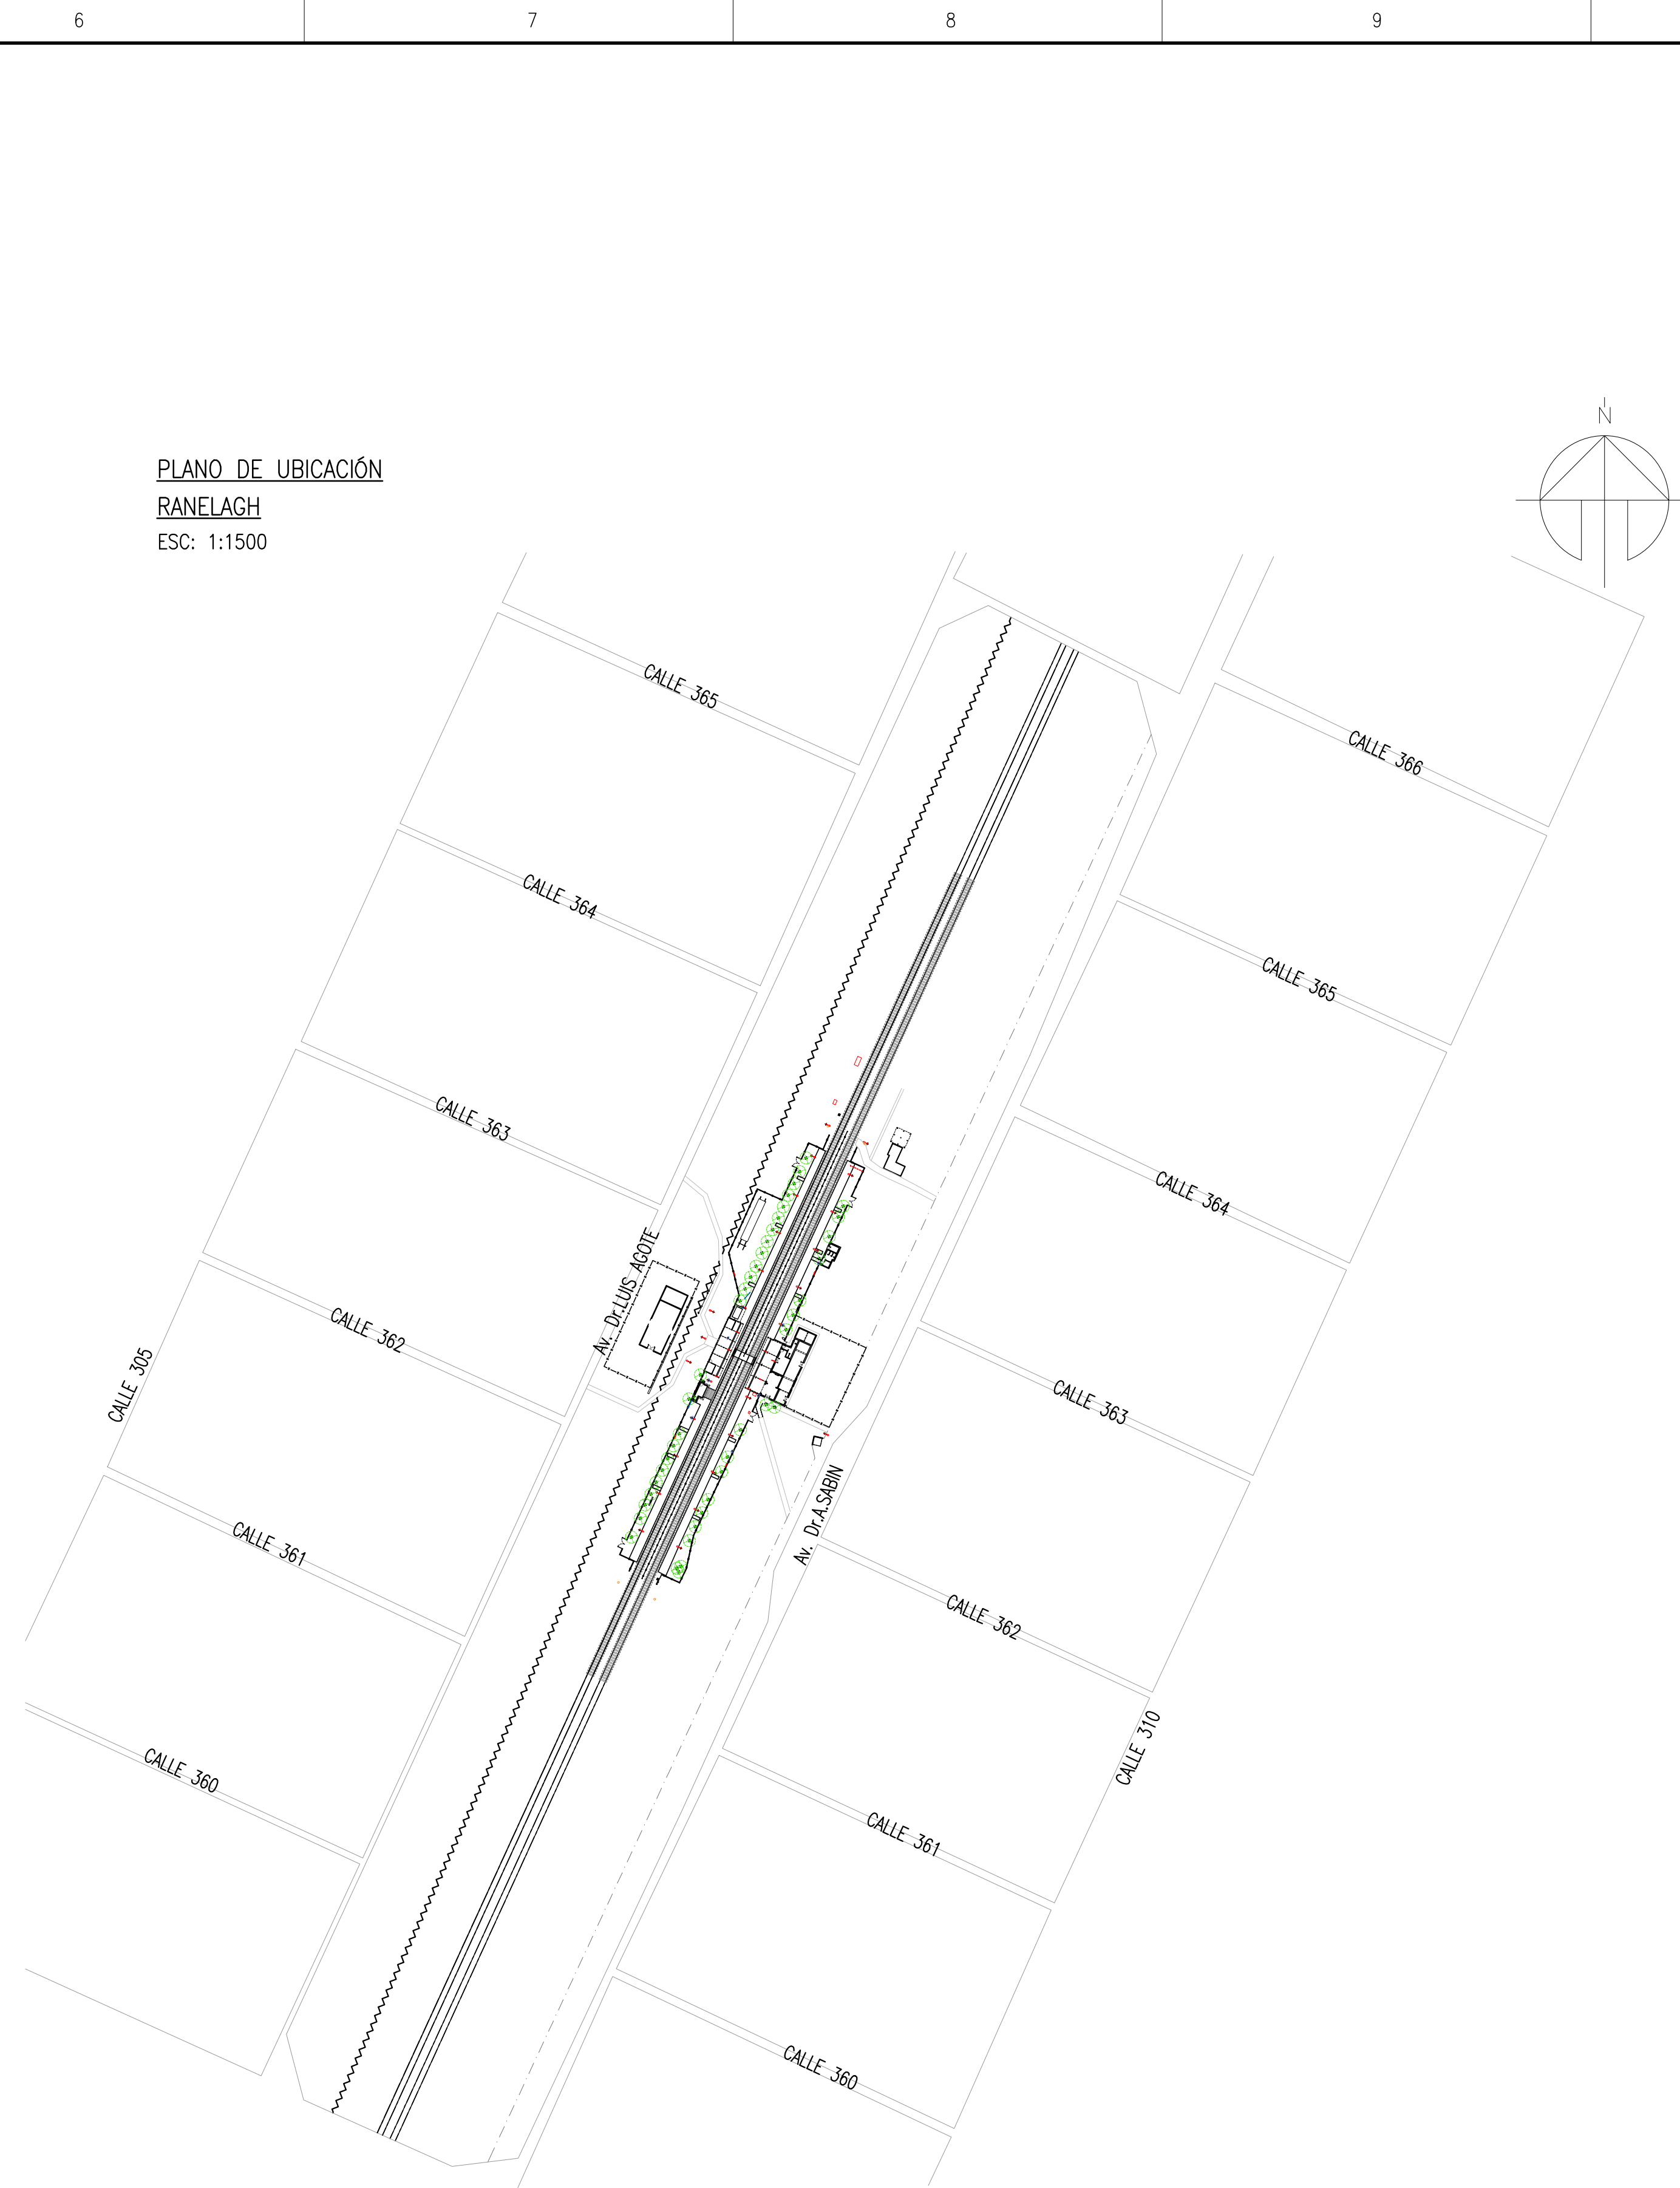 6 7 8 9
N
PLANO DE UBICACIÓN
RANELAGH
ESC: 1:1500
CALLE 365
CALLE 366
CALLE 364
CALLE 365
CALLE 363
CALLE 364
Av. Dr.LUIS AGOTE
CALLE 362
CALLE 305
CALLE 363
Av. Dr.A.SABIN
CALLE 361
CALLE 362
CALLE 310
CALLE 360
CALLE 361
CALLE 360